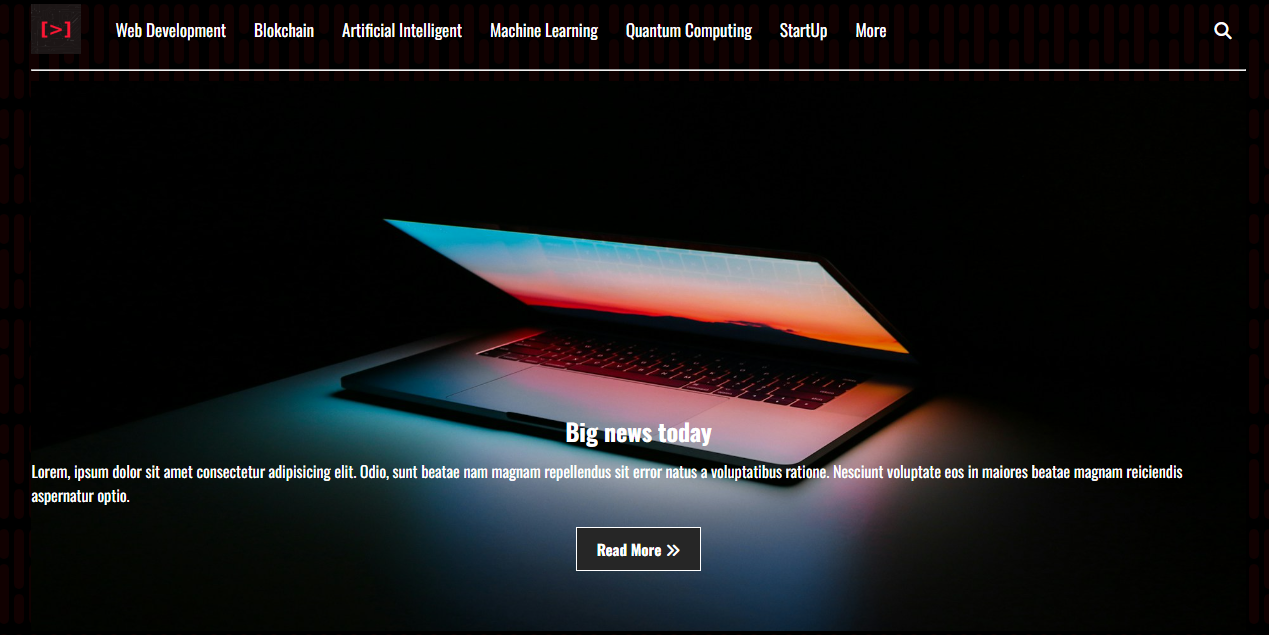 [>] Web Development Blokchain Artificial Intelligent Machine Learning Quantum Computing StartUp More
Big news today
Lorem, ipsum dolor sit amet consectetur adipisicing elit. Odio, sunt beatae nam magnam repellendus sit error natus a voluptatibus ratione. Nesciunt voluptate eos in maiores beatae magnam reiciendis
aspernatur optio.
Read More »